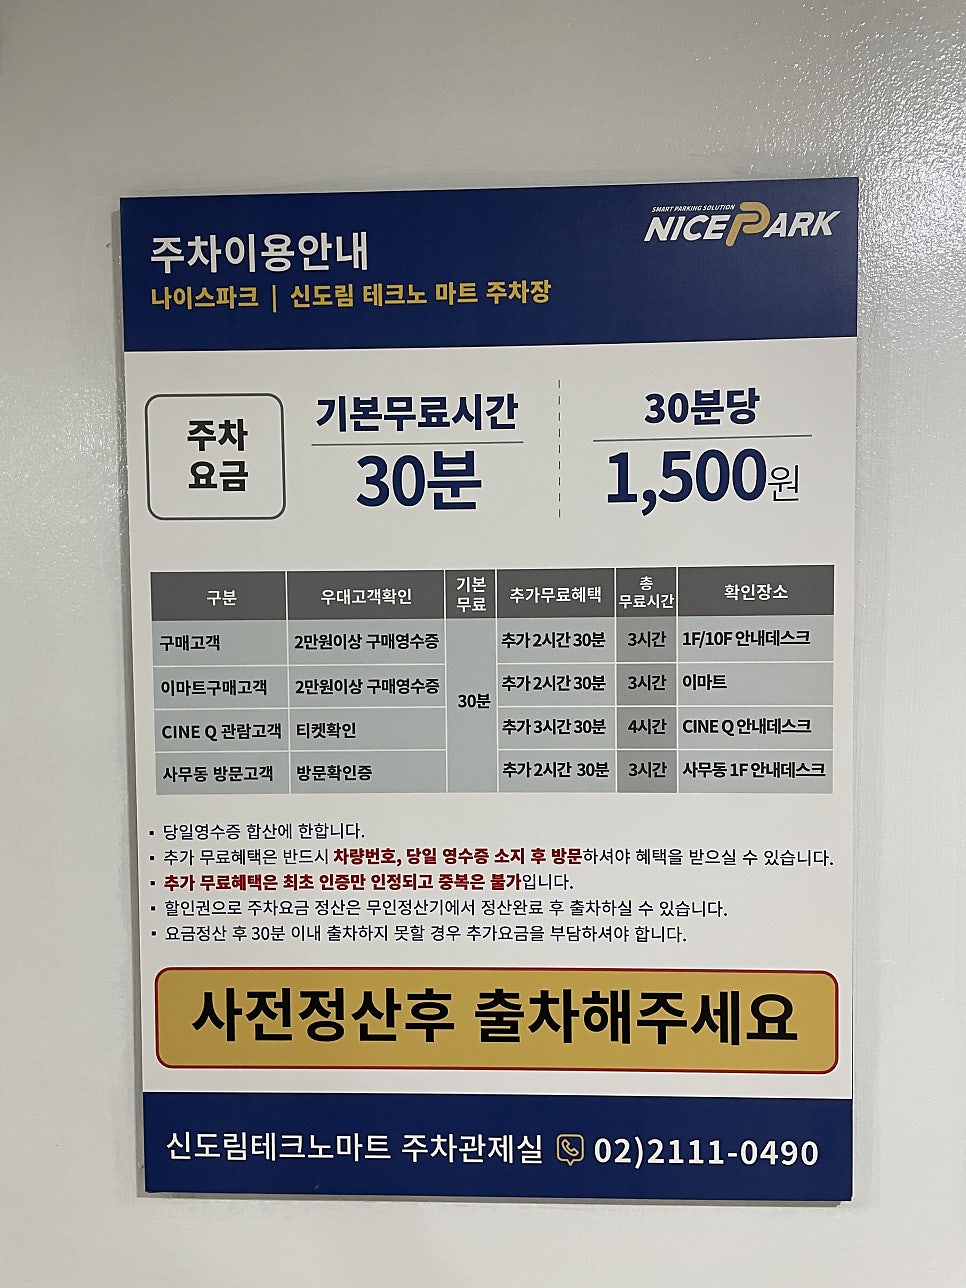 SMART PARKING SOLUTION
NICE PARK
주차이용안내
나이스파크 | 신도림 테크노 마트 주차장
주차
요금
기본무료시간
30분
30분당
1,500원
구분 우대고객확인 기본 무료 추가무료혜택 총 무료시간 확인장소
구매고객 2만원이상 구매영수증 30분 추가 2시간 30분 3시간 1F/10F 안내데스크
이마트구매고객 2만원이상 구매영수증 추가 2시간 30분 3시간 이마트
CINE Q 관람고객 티켓확인 추가 3시간 30분 4시간 CINE Q 안내데스크
사무동 방문고객 방문확인증 추가 2시간 30분 3시간 사무동 1F 안내데스크
▪ 당일영수증 합산에 한합니다.
▪ 추가 무료혜택은 반드시 차량번호, 당일 영수증 소지 후 방문하셔야 혜택을 받으실 수 있습니다.
▪ 추가 무료혜택은 최초 인증만 인정되고 중복은 불가입니다.
▪ 할인권으로 주차요금 정산은 무인정산기에서 정산완료 후 출차하실 수 있습니다.
▪ 요금정산 후 30분 이내 출차하지 못할 경우 추가요금을 부담하셔야 합니다.
사전정산후 출차해주세요
신도림테크노마트 주차관제실 02)2111-0490